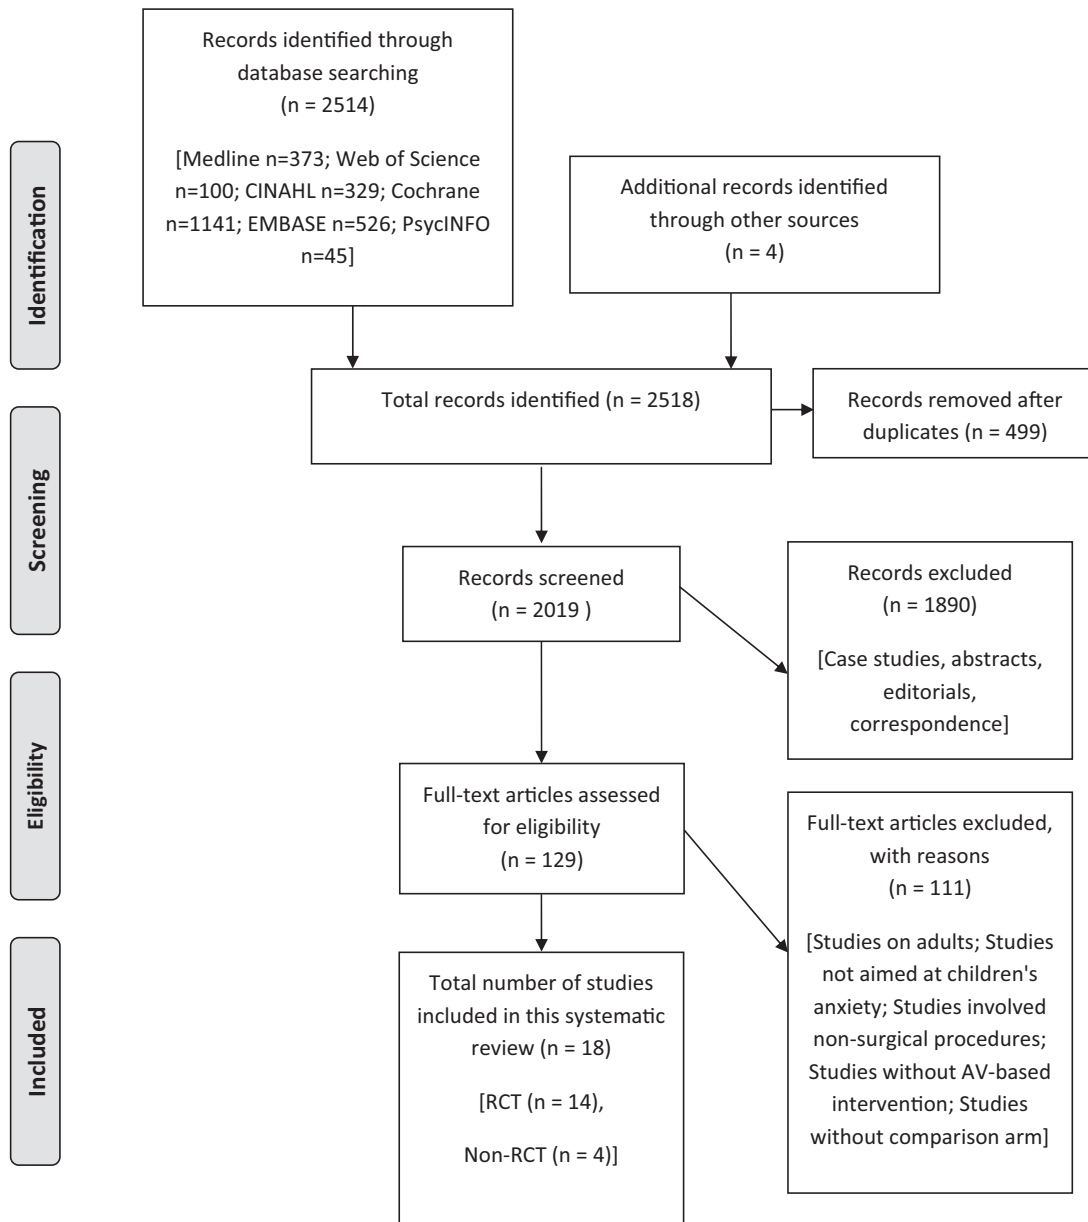 Records identified through
database searching
(n = 2514)
[Medline n=373; Web of Science
n=100; CINAHL n=329; Cochrane
n=1141; EMBASE n=526; PsycINFO
n=45]
Additional records identified
through other sources
(n = 4)
Identification
Total records identified (n = 2518)
Records removed after
duplicates (n = 499)
Screening
Records screened
(n = 2019 )
Records excluded
(n = 1890)
[Case studies, abstracts,
editorials,
correspondence]
Eligibility
Full-text articles assessed
for eligibility
(n = 129)
Full-text articles excluded,
with reasons
(n = 111)
[Studies on adults; Studies
not aimed at children's
anxiety; Studies involved
non-surgical procedures;
Studies without AV-based
intervention; Studies
without comparison arm]
Included
Total number of studies
included in this systematic
review (n = 18)
[RCT (n = 14),
Non-RCT (n = 4)]